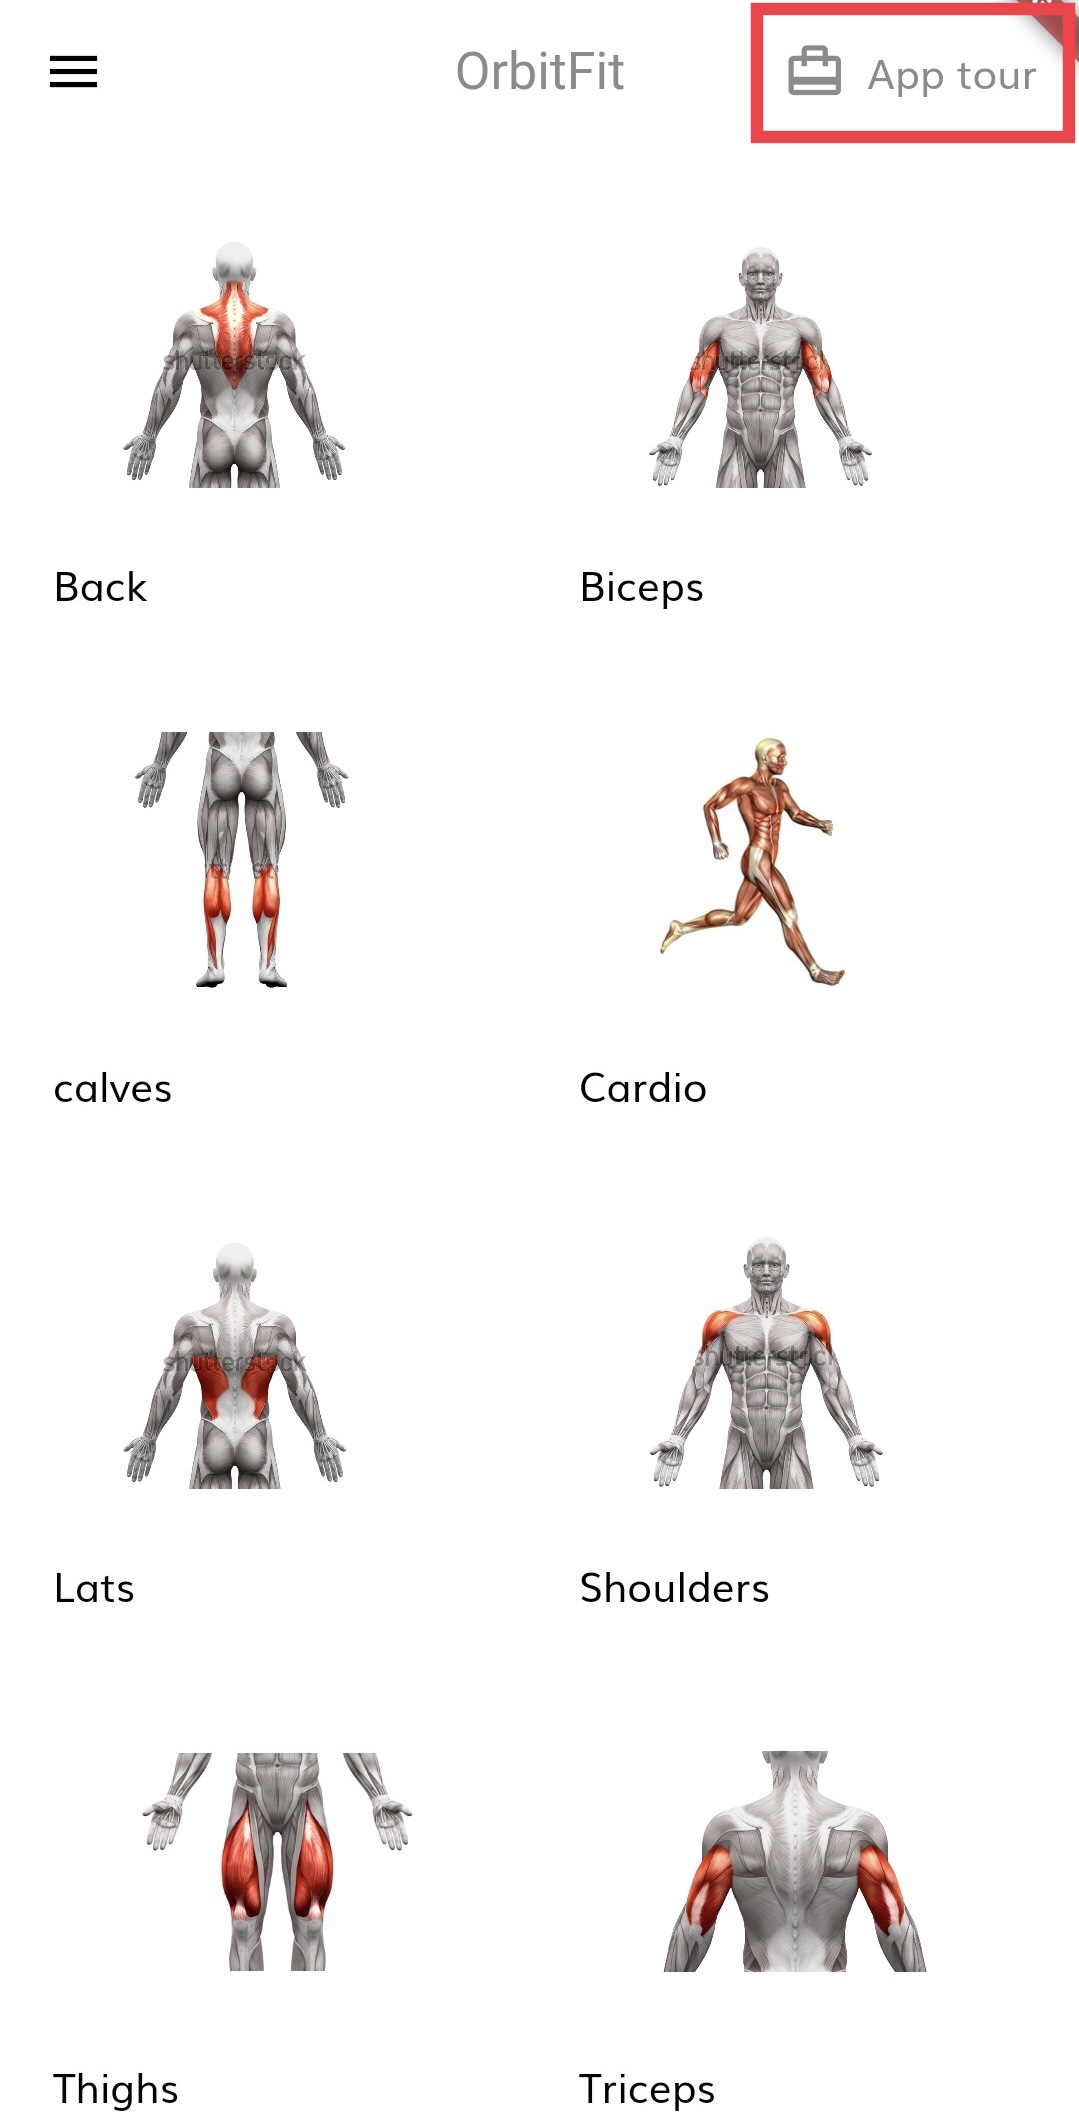 OrbitFit
App tour
shutterstock
shutterstock
Back
Biceps
calves
Cardio
shutterstock
shutterstock
Lats
Shoulders
Thighs
Triceps